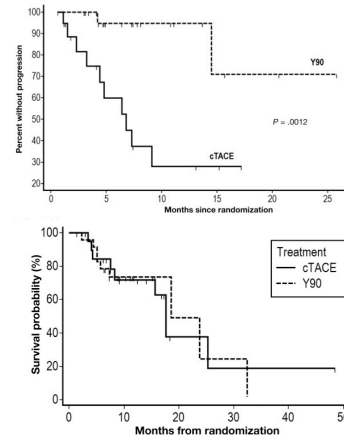 Percent without progression
100
90
80
70
60
50
40
30
20
Y90
P = .0012
cTACE
0 5 10 15 20 25
Months since randomization
Survival probability (%)
100
80
60
40
20
0
Treatment
cTACE
Y90
0 10 20 30 40 50
Months from randomization